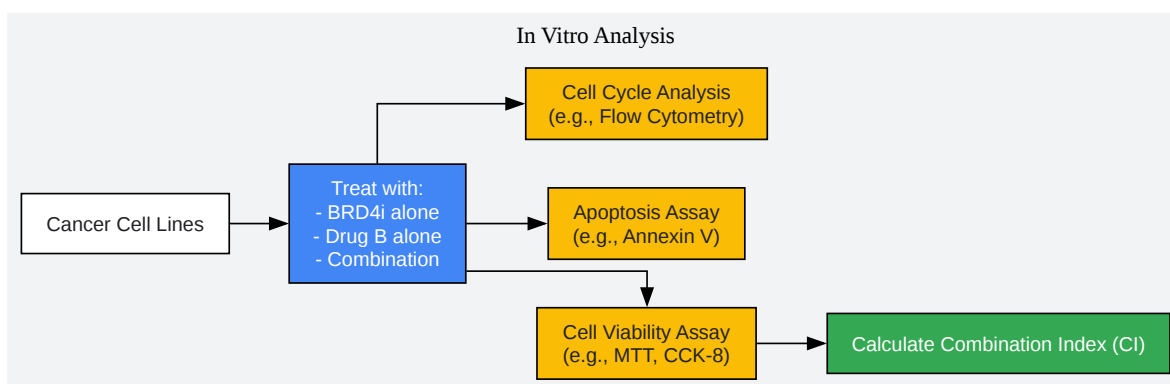 In Vitro Analysis
Cell Cycle Analysis
(e.g., Flow Cytometry)
Cancer Cell Lines
Treat with:
- BRD4i alone
- Drug B alone
- Combination
Apoptosis Assay
(e.g., Annexin V)
Cell Viability Assay
(e.g., MTT, CCK-8)
Calculate Combination Index (CI)